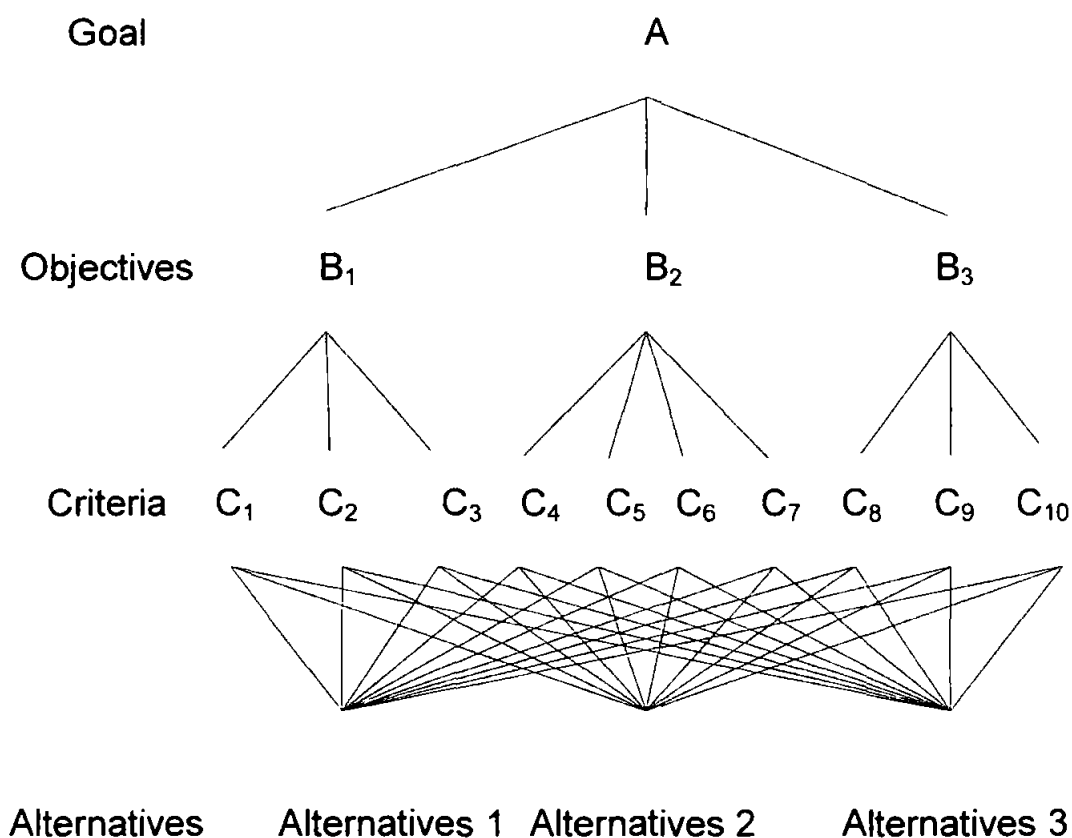 Goal A
Objectives B₁ B₂ B₃
Criteria C₁ C₂ C₃ C₄ C₅ C₆ C₇ C₈ C₉ C₁₀
Alternatives Alternatives 1 Alternatives 2 Alternatives 3